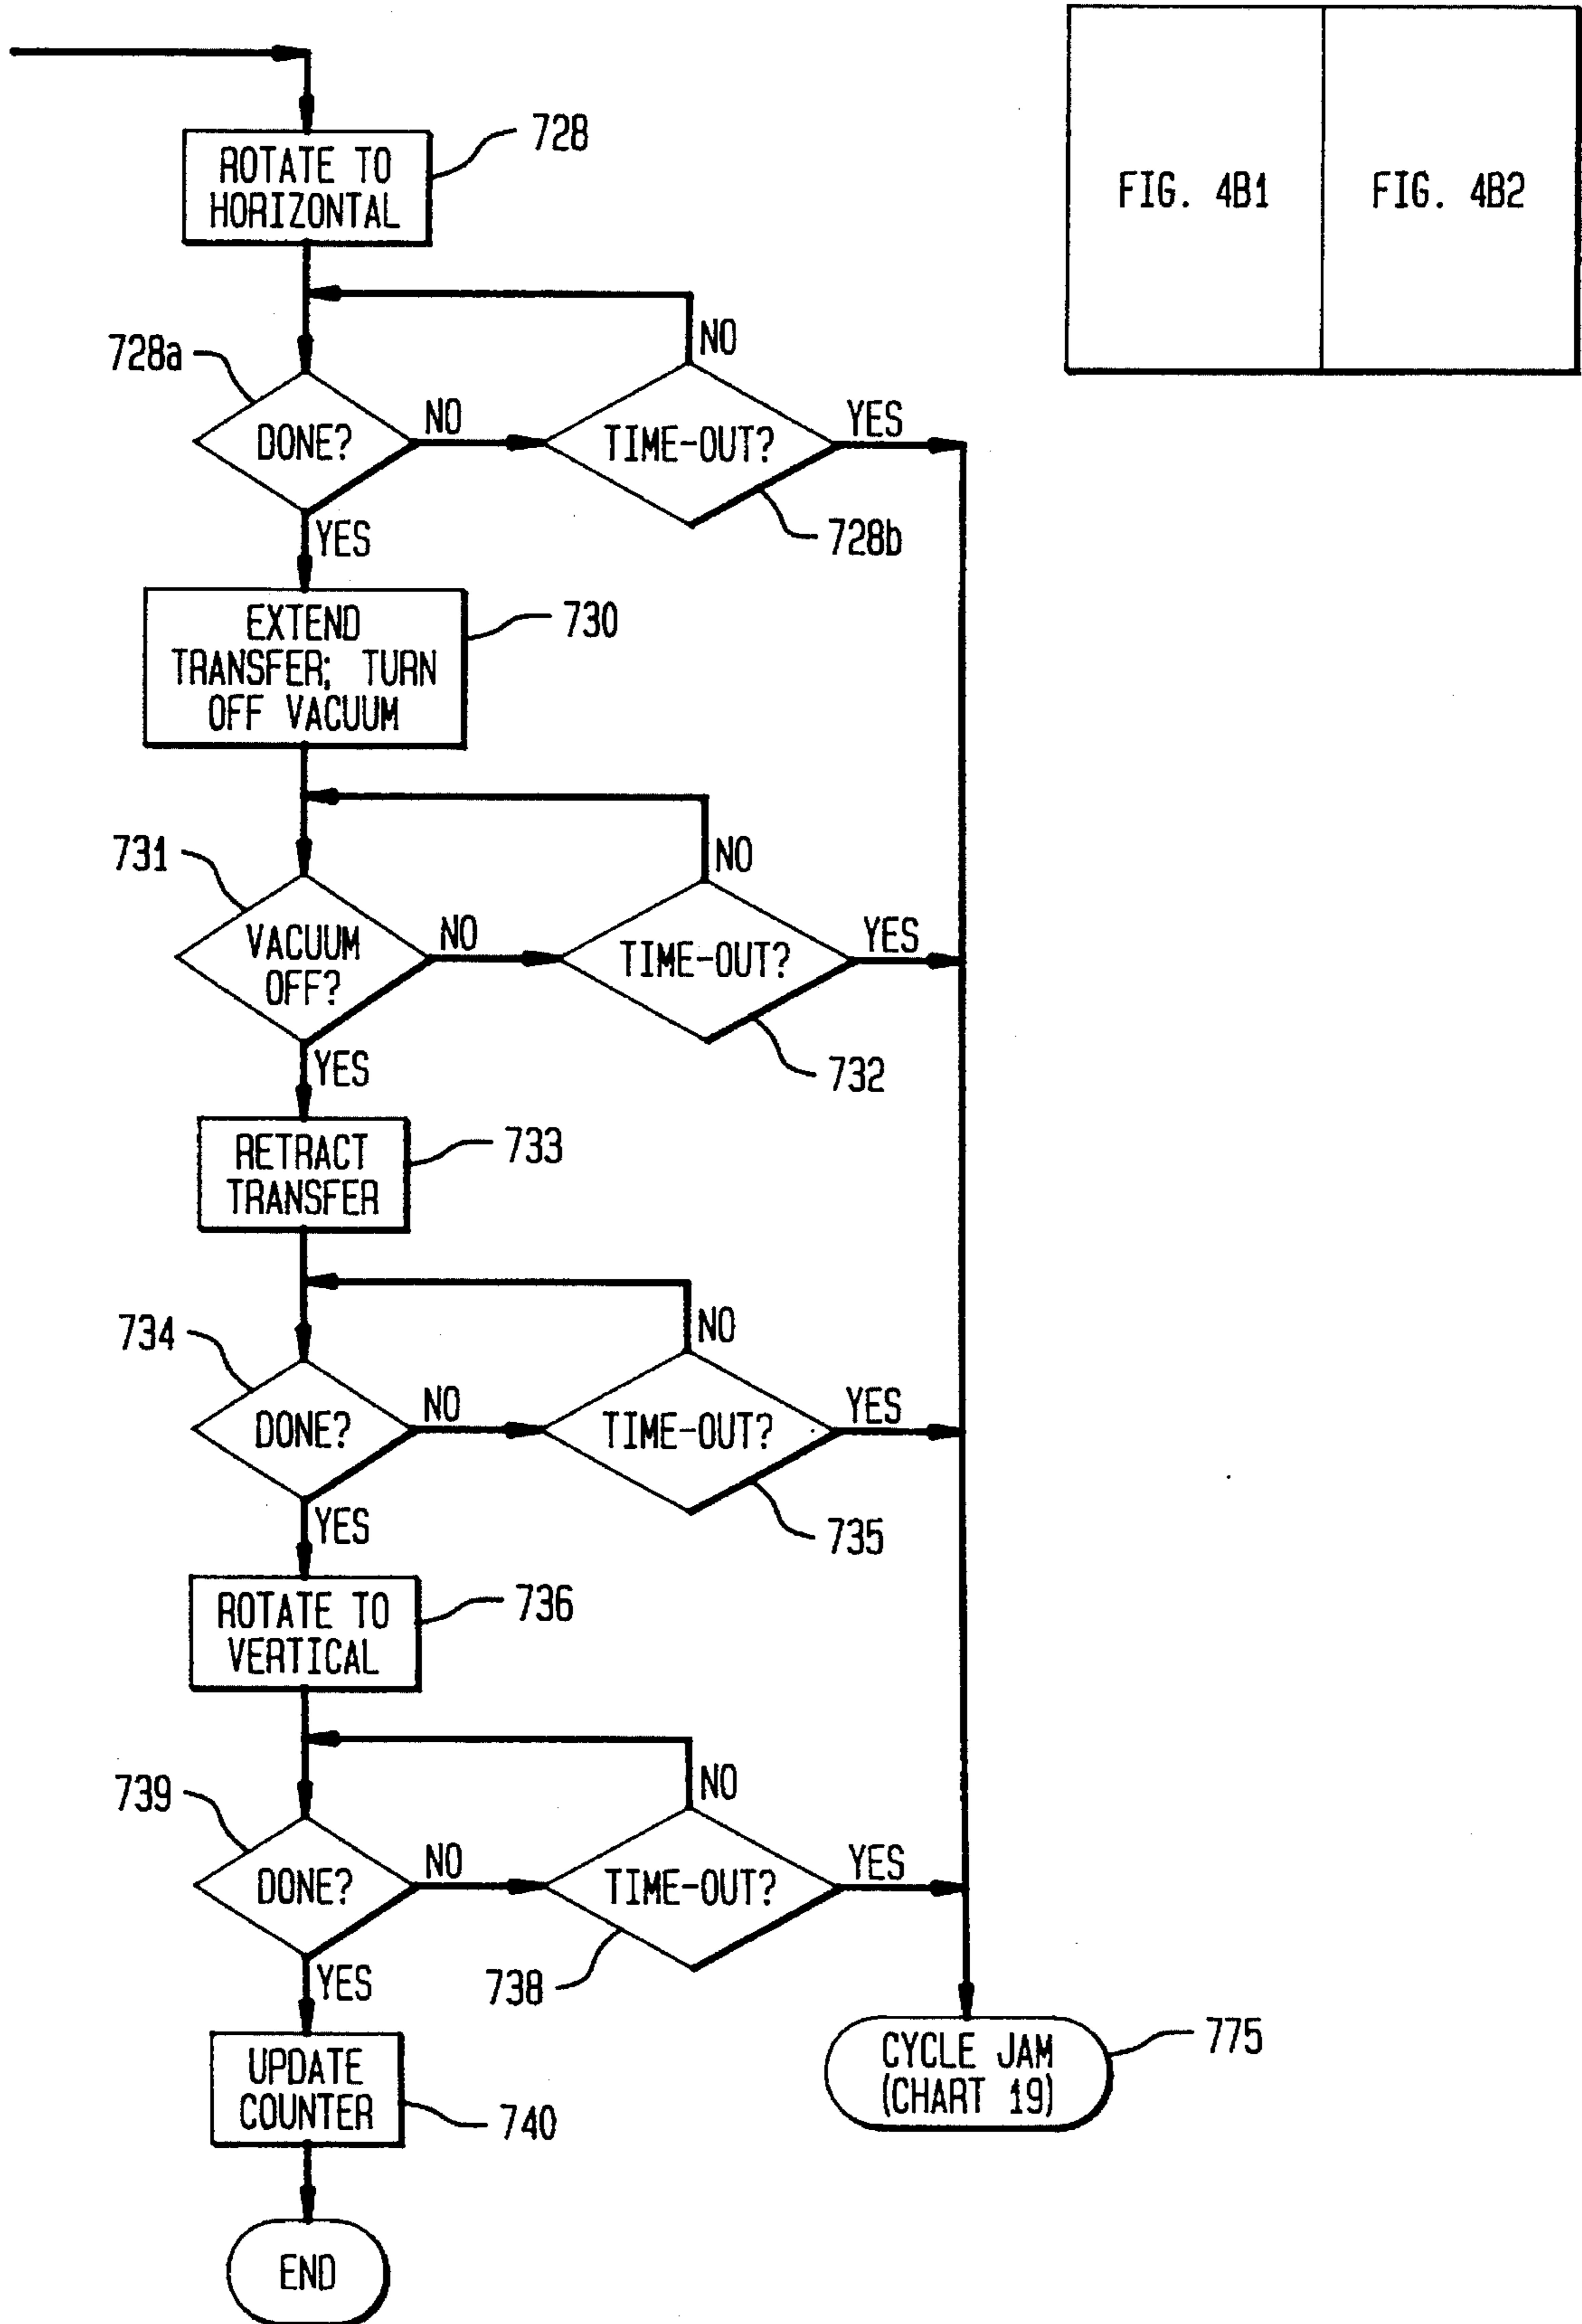 728
ROTATE TO
HORIZONTAL
FIG. 4B1
FIG. 4B2
NO
728a
DONE?
NO
TIME-OUT?
YES
728b
YES
EXTEND
TRANSFER; TURN
OFF VACUUM
730
NO
731
VACUUM
OFF?
NO
TIME-OUT?
YES
732
YES
RETRACT
TRANSFER
733
NO
734
DONE?
NO
TIME-OUT?
YES
735
YES
ROTATE TO
VERTICAL
736
NO
739
DONE?
NO
TIME-OUT?
YES
738
YES
UPDATE
COUNTER
740
CYCLE JAM
(CHART 19)
775
END